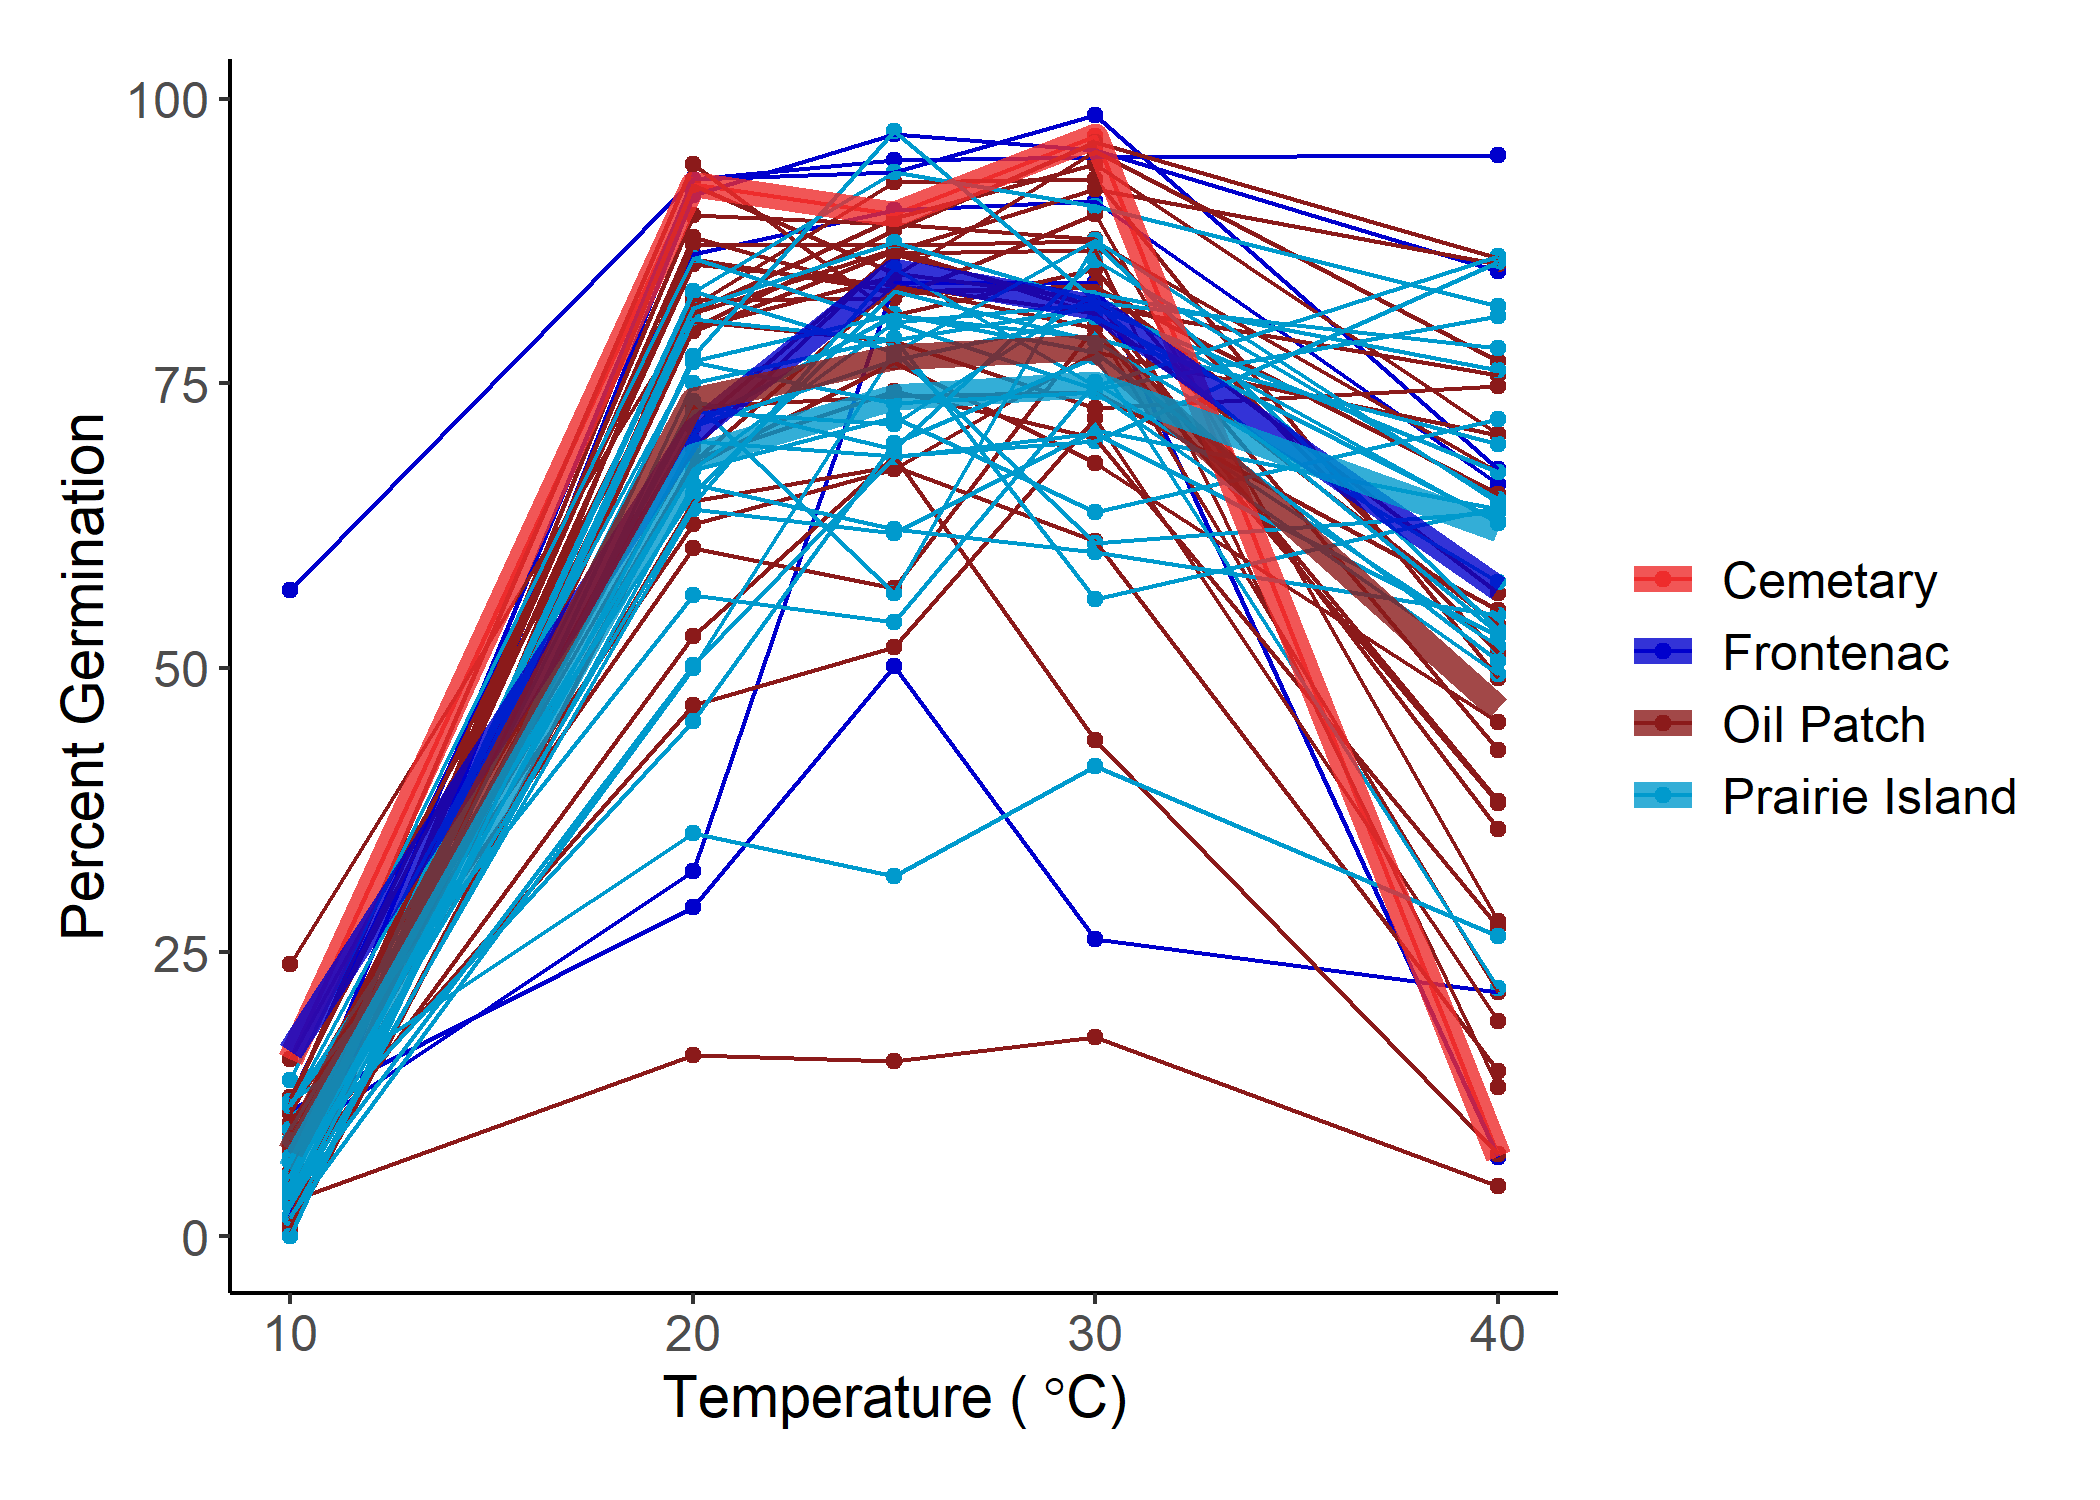 100
75
50
25
0
Percent Germination
10 20 30 40
Temperature ( °C)
Cemetary
Frontenac
Oil Patch
Prairie Island